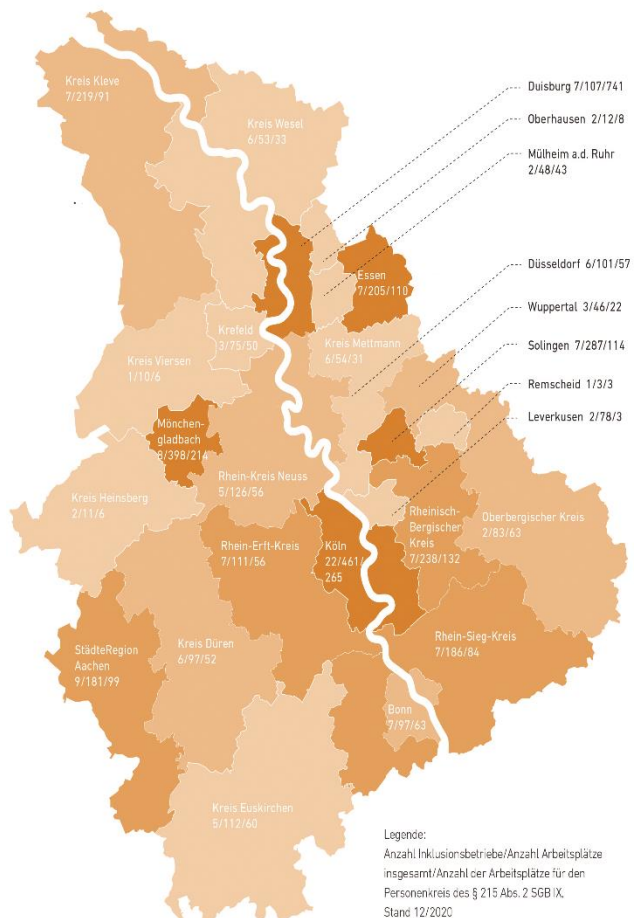 Kreis Kleve
7/219/91
Kreis Wesel
6/53/33
Duisburg 7/107/741
Oberhausen 2/12/8
Mülheim a.d. Ruhr
2/48/43
Essen
7/205/110
Düsseldorf 6/101/57
Wuppertal 3/46/22
Solingen 7/287/114
Remscheid 1/3/3
Leverkusen 2/78/3
Krefeld
3/75/50
Kreis Mettmann
6/54/31
Kreis Viersen
1/10/6
Mönchen-
gladbach
8/398/214
Rhein-Kreis Neuss
5/126/56
Kreis Heinsberg
2/11/6
Rhein-Erft-Kreis
7/111/56
Köln
22/461/
265
Rheinisch-
Bergischer
Kreis
7/238/132
Oberbergischer Kreis
2/83/63
StädteRegion
Aachen
9/181/99
Kreis Düren
6/97/52
Rhein-Sieg-Kreis
7/186/84
Bonn
7/97/63
Kreis Euskirchen
5/112/60
Legende:
Anzahl Inklusionsbetriebe/Anzahl Arbeitsplätze
insgesamt/Anzahl der Arbeitsplätze für den
Personenkreis des § 215 Abs. 2 SGB IX,
Stand 12/2020